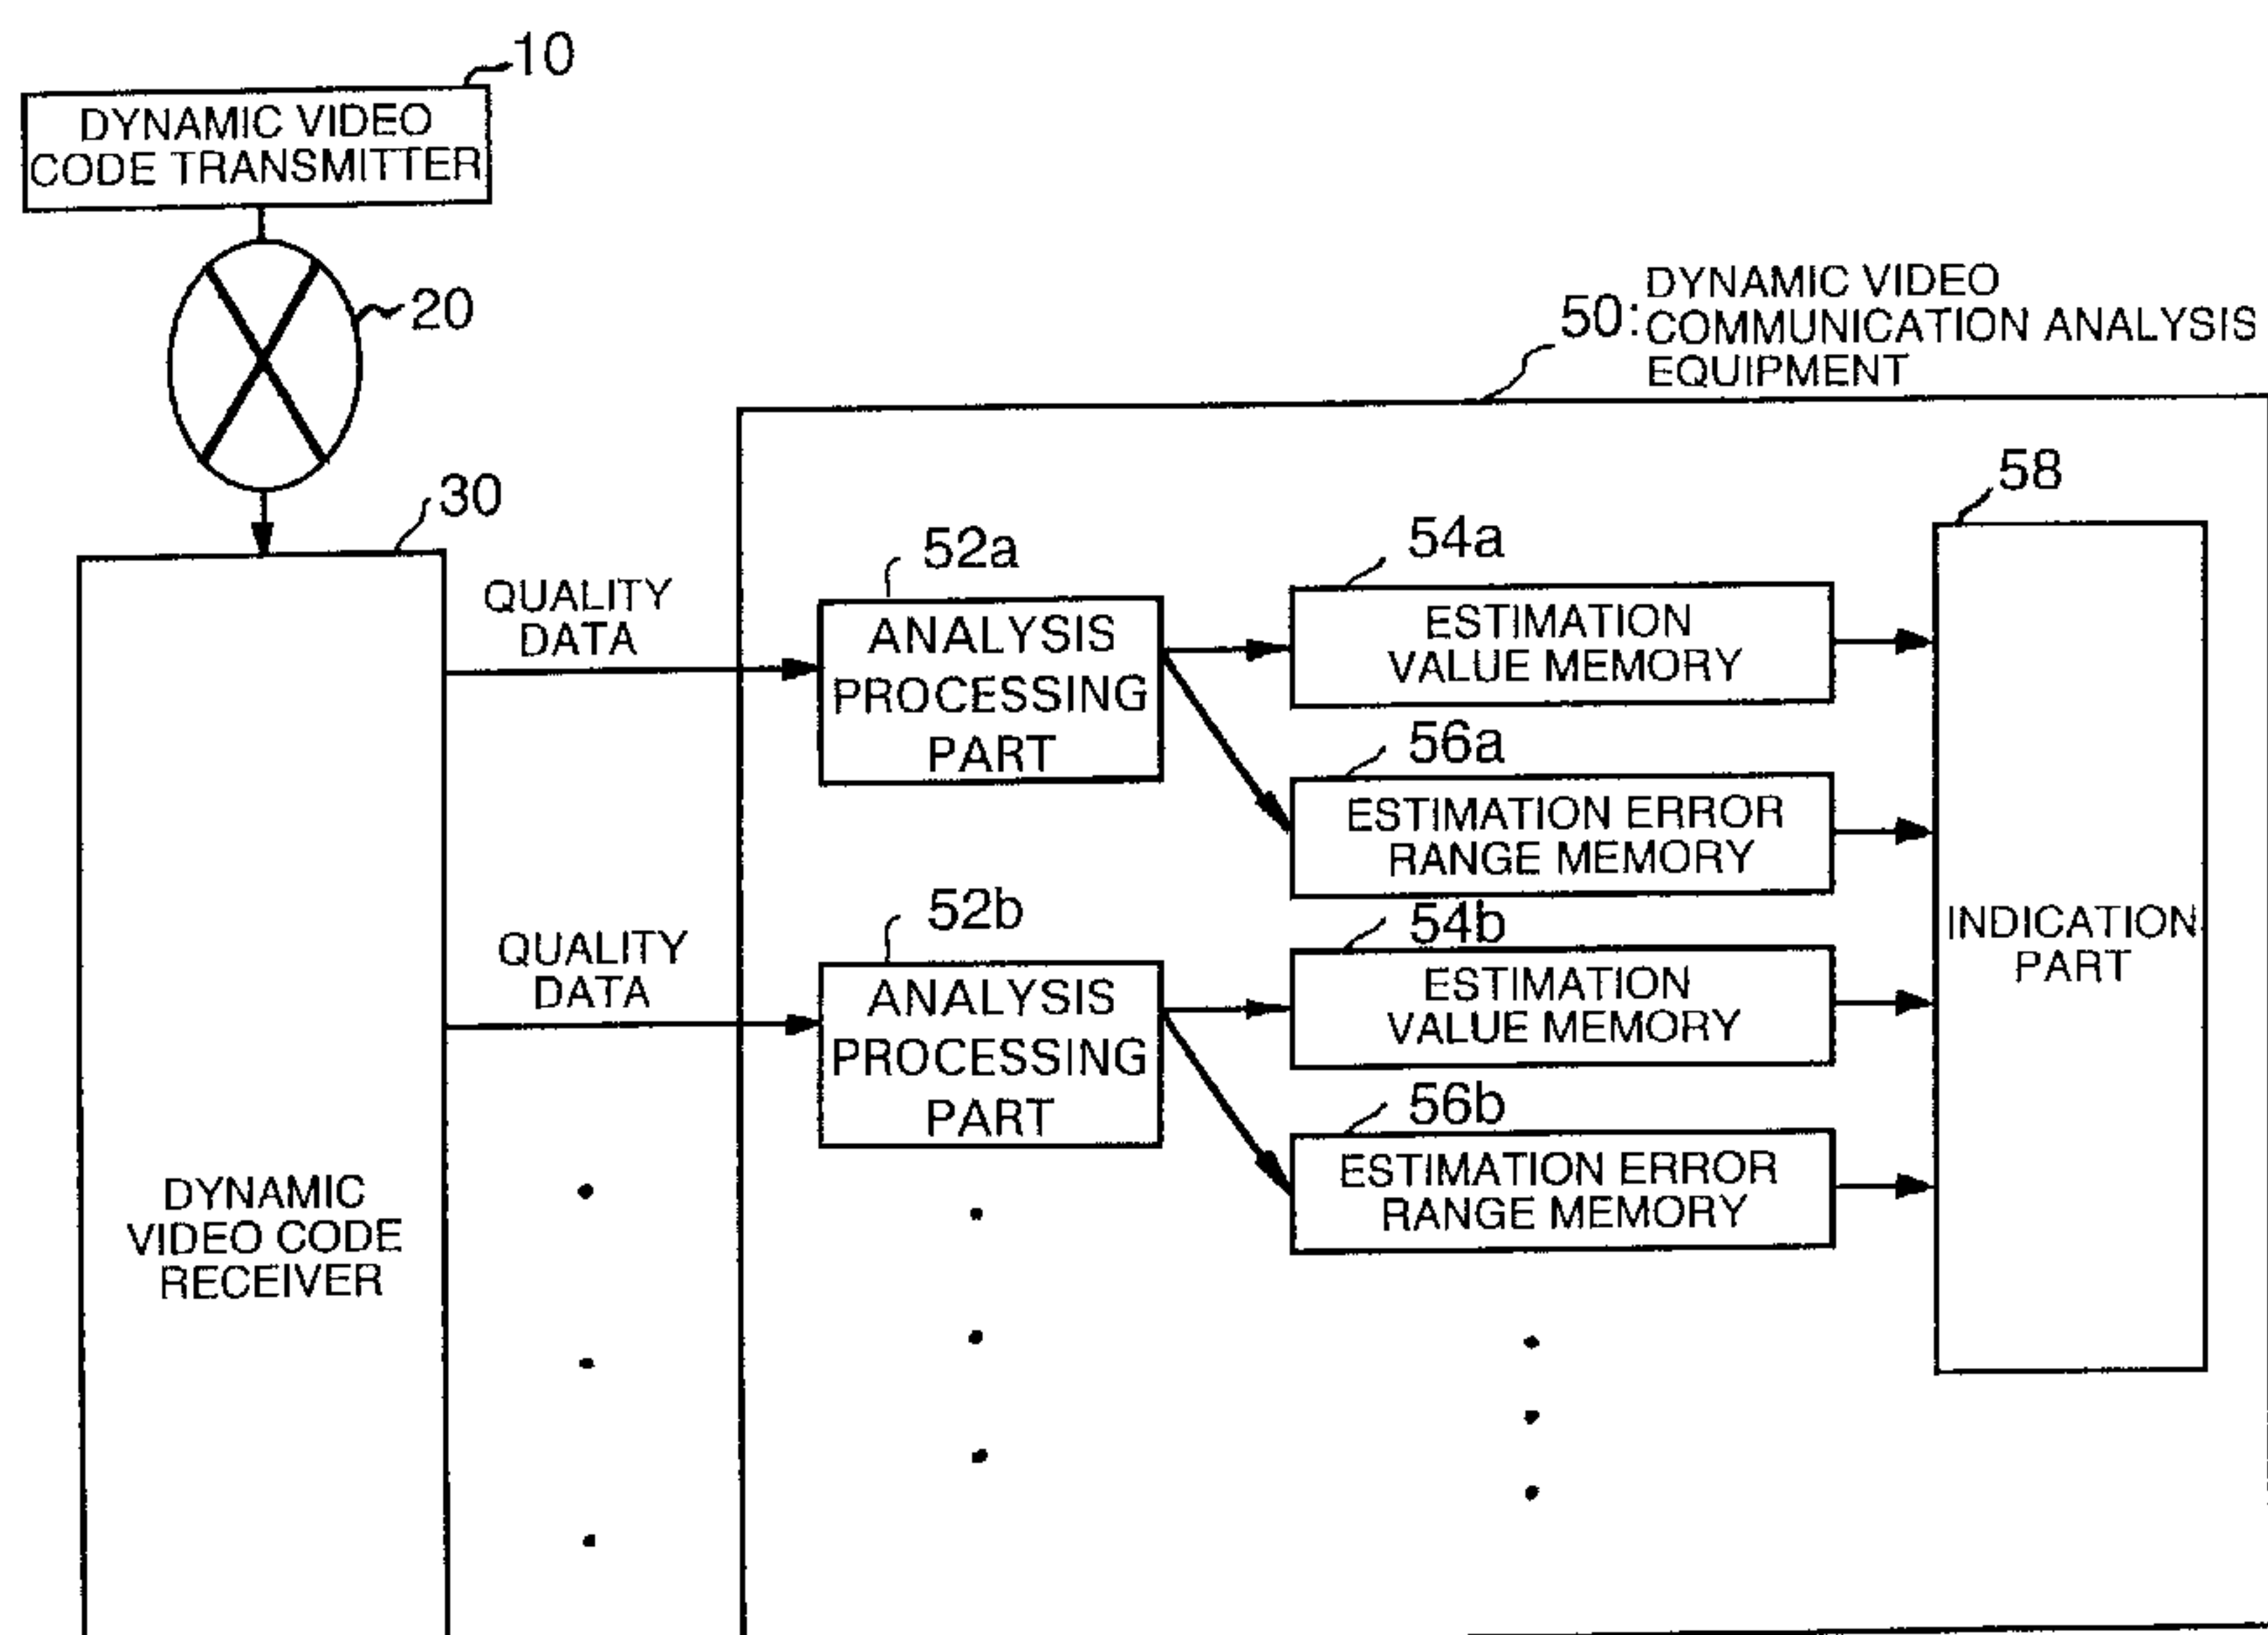 10
DYNAMIC VIDEO
CODE TRANSMITTER
20
50: DYNAMIC VIDEO
COMMUNICATION ANALYSIS
EQUIPMENT
30
58
QUALITY
DATA
52a
ANALYSIS
PROCESSING
PART
54a
ESTIMATION
VALUE MEMORY
56a
ESTIMATION ERROR
RANGE MEMORY
QUALITY
DATA
52b
ANALYSIS
PROCESSING
PART
54b
ESTIMATION
VALUE MEMORY
56b
ESTIMATION ERROR
RANGE MEMORY
INDICATION
PART
DYNAMIC
VIDEO CODE
RECEIVER